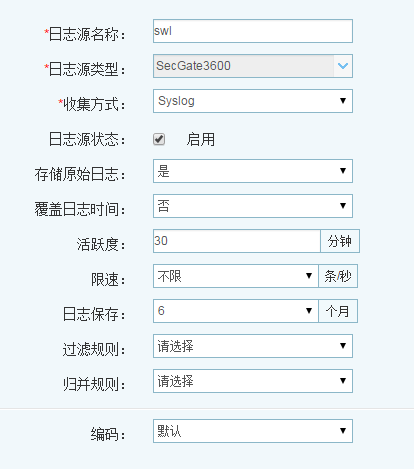 *日志源名称： swl
*日志源类型： SecGate3600
*收集方式： Syslog
日志源状态： 启用
存储原始日志： 是
覆盖日志时间： 否
活跃度： 30 分钟
限速： 不限 条/秒
日志保存： 6 个月
过滤规则： 请选择
归并规则： 请选择
编码： 默认